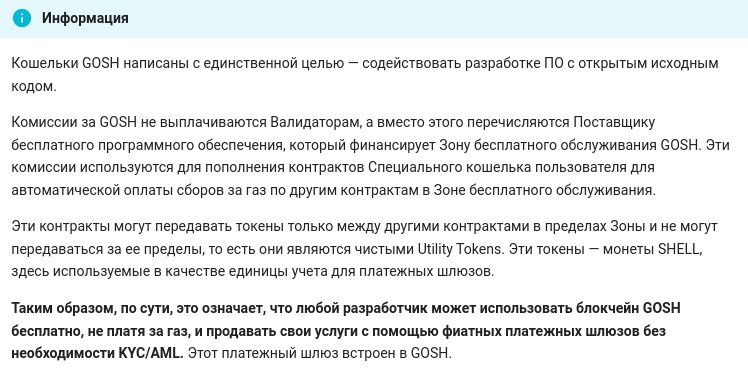 Информация
Кошельки GOSH написаны с единственной целью — содействовать разработке ПО с открытым исходным
кодом.
Комиссии за GOSH не выплачиваются Валидаторам, а вместо этого перечисляются Поставщику
бесплатного программного обеспечения, который финансирует Зону бесплатного обслуживания GOSH. Эти
комиссии используются для пополнения контрактов Специального кошелька пользователя для
автоматической оплаты сборов за газ по другим контрактам в Зоне бесплатного обслуживания.
Эти контракты могут передавать токены только между другими контрактами в пределах Зоны и не могут
передаваться за ее пределы, то есть они являются чистыми Utility Tokens. Эти токены — монеты SHELL,
здесь используемые в качестве единицы учета для платежных шлюзов.
Таким образом, по сути, это означает, что любой разработчик может использовать блокчейн GOSH
бесплатно, не платя за газ, и продавать свои услуги с помощью фиатных платежных шлюзов без
необходимости KYC/AML. Этот платежный шлюз встроен в GOSH.